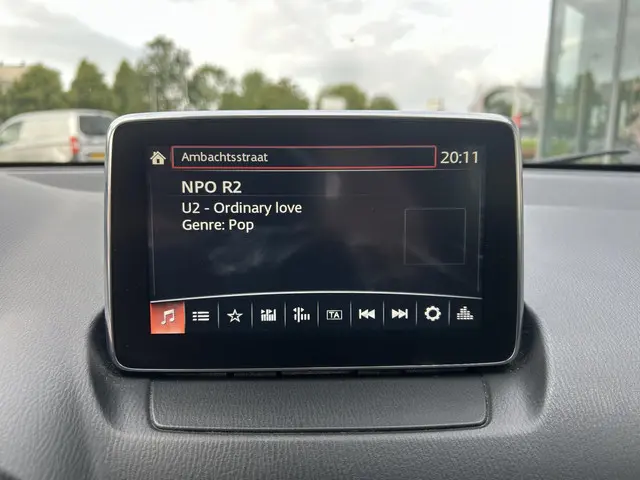 Ambachtsstraat 20:11
NPO R2
U2 - Ordinary love
Genre: Pop
TA